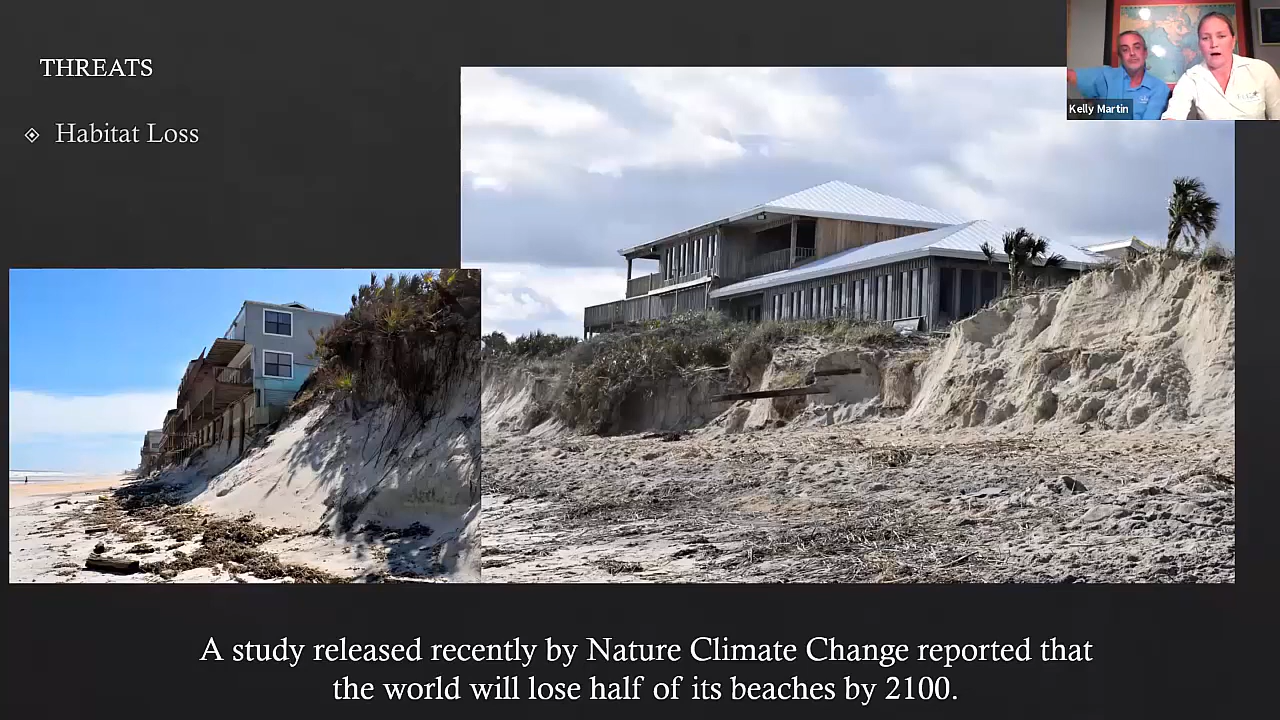 THREATS
Habitat Loss
Kelly Martin
A study released recently by Nature Climate Change reported that
the world will lose half of its beaches by 2100.